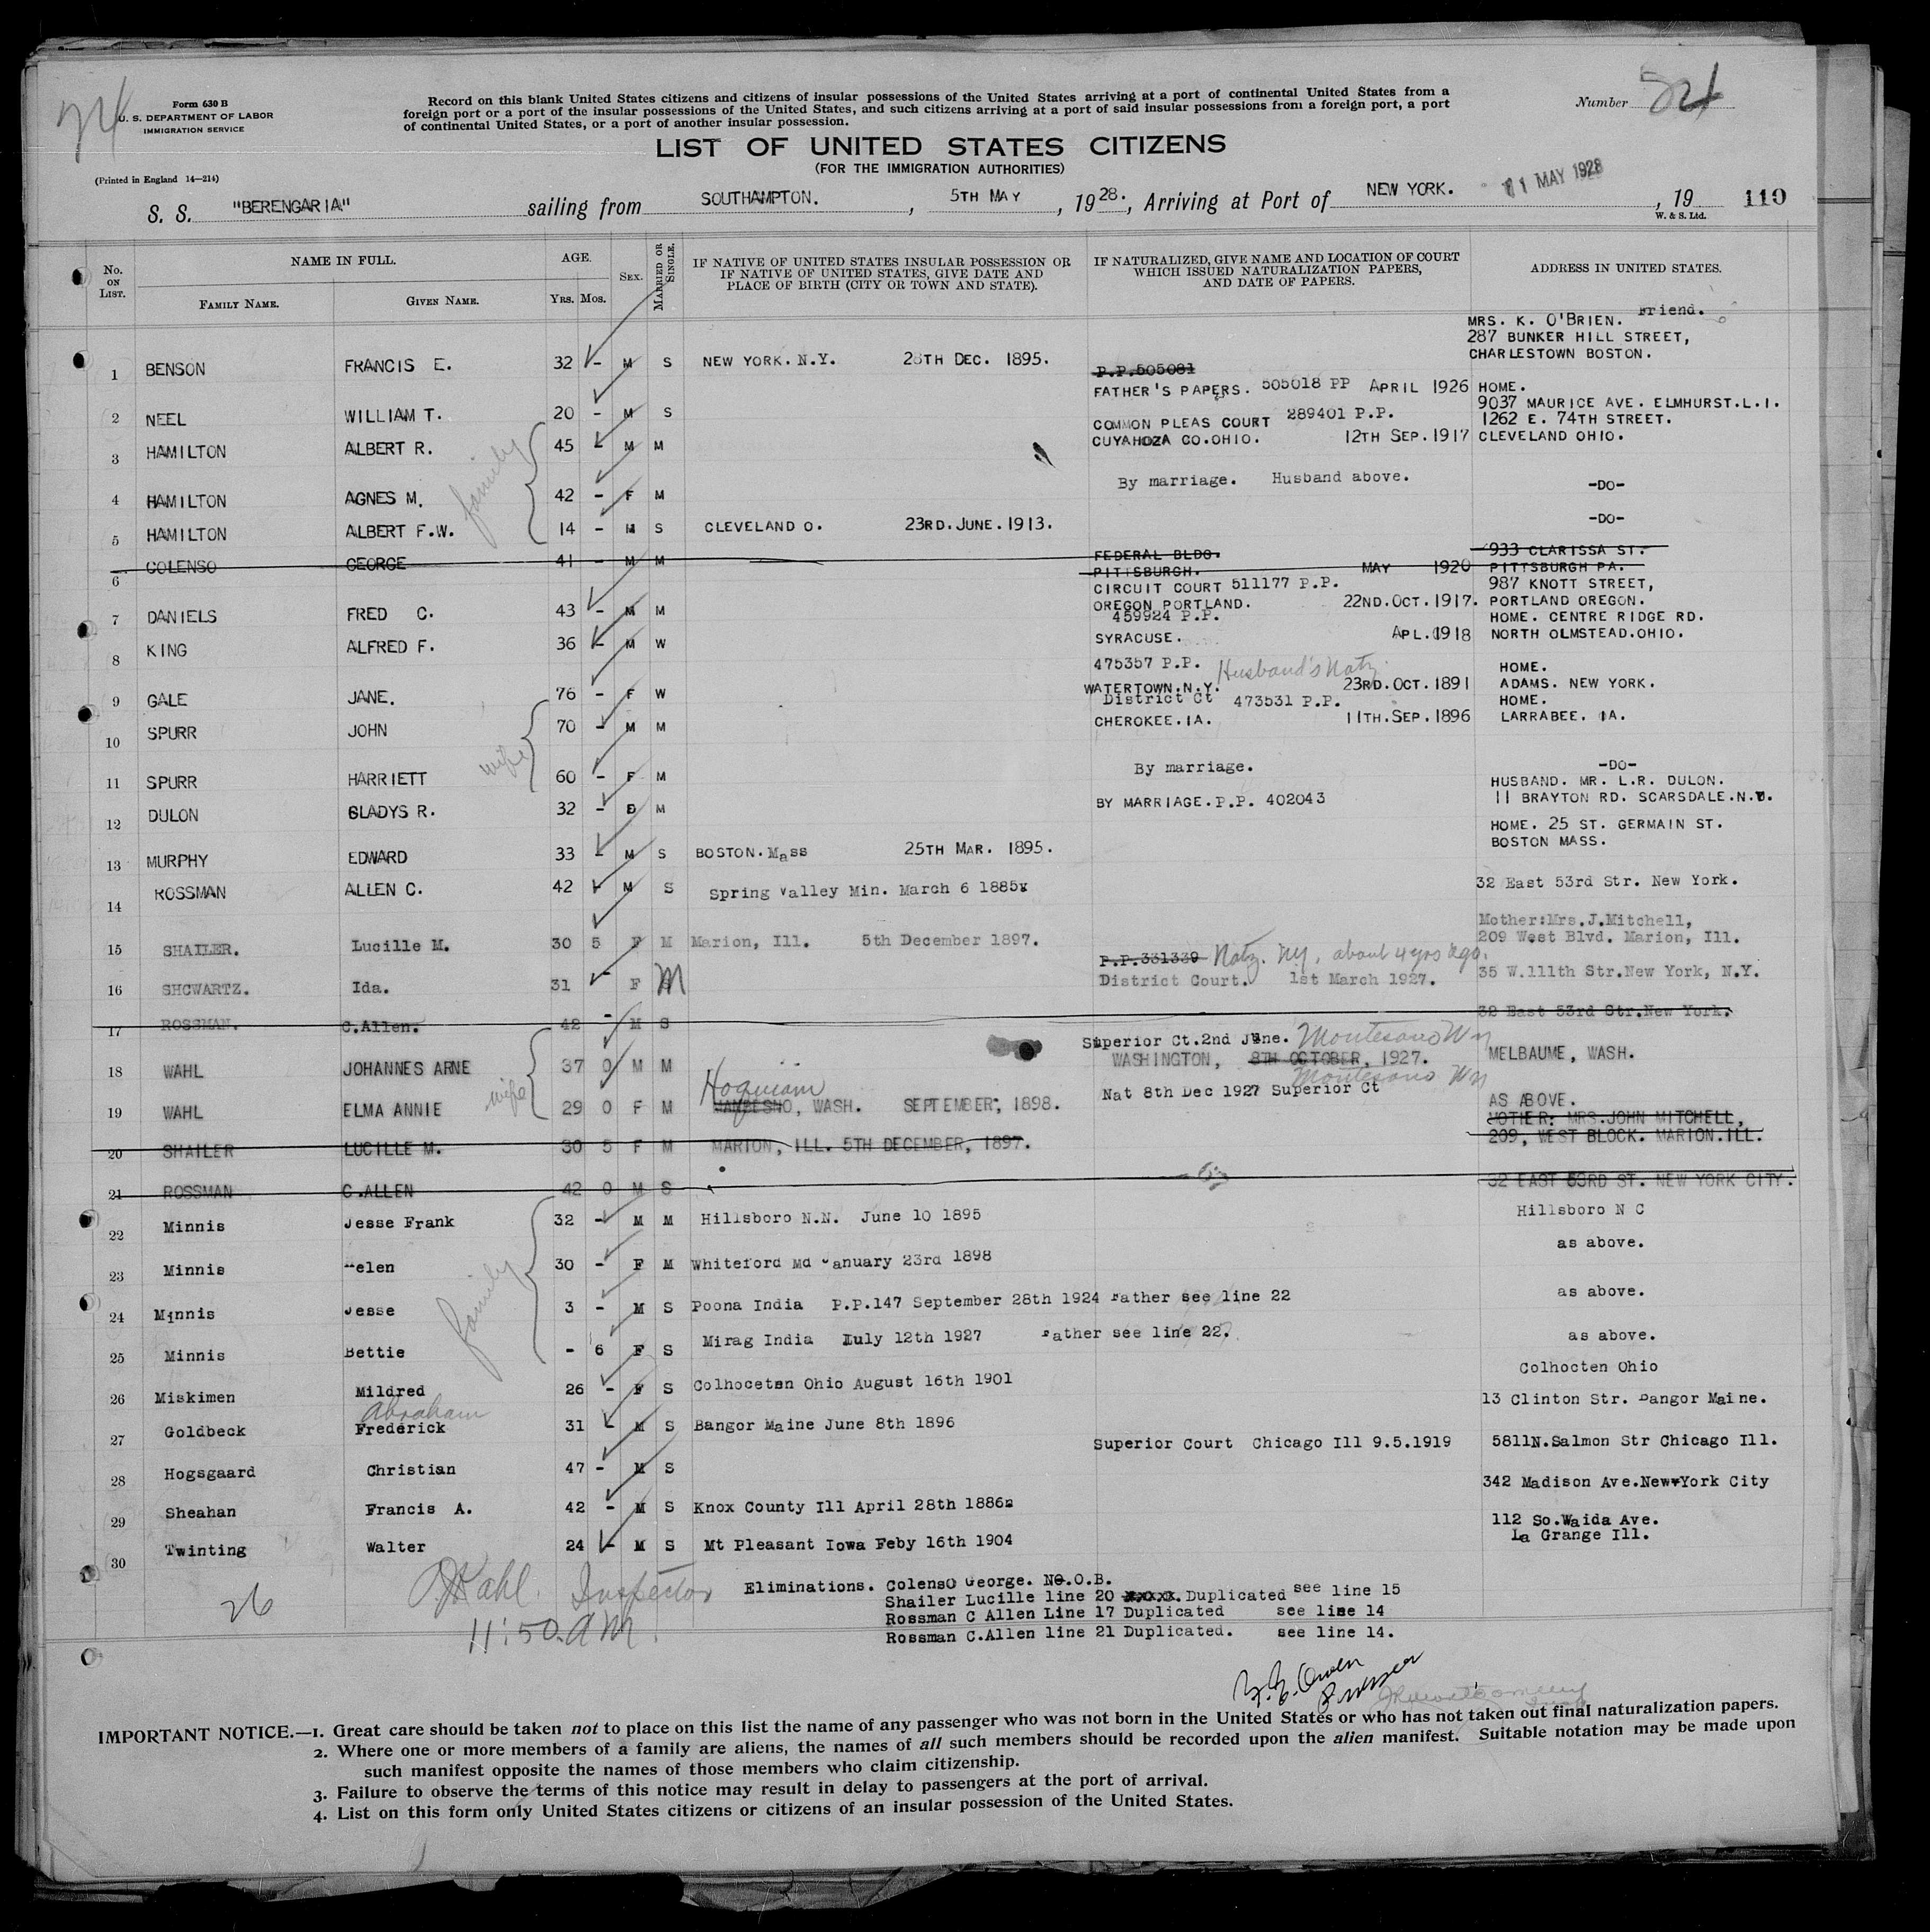 74
Form 630 B
U. S. DEPARTMENT OF LABOR
IMMIGRATION SERVICE
(Printed in England 14—214)
Record on this blank United States citizens and citizens of insular possessions of the United States arriving at a port of continental United States from a
foreign port or a port of the insular possessions of the United States, and such citizens arriving at a port of said insular possessions from a foreign port, a port
of continental United States, or a port of another insular possession.
Number
LIST OF UNITED STATES CITIZENS
(FOR THE IMMIGRATION AUTHORITIES)
S. S. "BERENGARIA" sailing from SOUTHAMPTON. , 5TH MAY , 1928. , Arriving at Port of NEW YORK. 11 MAY 1928 , 19 119
W. & S. Ltd.
No. ON LIST.
NAME IN FULL.
FAMILY NAME. GIVEN NAME.
AGE.
YRS. MOS.
SEX.
MARRIED OR SINGLE.
IF NATIVE OF UNITED STATES INSULAR POSSESSION OR
IF NATIVE OF UNITED STATES, GIVE DATE AND
PLACE OF BIRTH (CITY OR TOWN AND STATE).
IF NATURALIZED, GIVE NAME AND LOCATION OF COURT
WHICH ISSUED NATURALIZATION PAPERS,
AND DATE OF PAPERS.
ADDRESS IN UNITED STATES.
Friend.
MRS. K. O'BRIEN.
287 BUNKER HILL STREET,
CHARLESTOWN BOSTON.
1 BENSON FRANCIS E. 32 - M S NEW YORK. N.Y. 28TH DEC. 1895.
P.P.505081
FATHER'S PAPERS. 505018 PP APRIL 1926 HOME.
9037 MAURICE AVE. ELMHURST.L.I.
2 NEEL WILLIAM T. 20 - M S
COMMON PLEAS COURT 289401 P.P. 1262 E. 74TH STREET.
3 HAMILTON ALBERT R. 45 - M M CUYAHOZA CO.OHIO. 12TH SEP. 1917 CLEVELAND OHIO.
family
4 HAMILTON AGNES M. 42 - F M By marriage. Husband above. -DO-
5 HAMILTON ALBERT F.W. 14 - M S CLEVELAND O. 23RD.JUNE.1913. -DO-
FEDERAL BLDG. 933 CLARISSA ST.
6 COLENSO GEORGE 41 - M M PITTSBURGH. MAY 1920 PITTSBURGH PA.
CIRCUIT COURT 511177 P.P. 987 KNOTT STREET,
7 DANIELS FRED C. 43 - M M OREGON PORTLAND. 22ND.OCT.1917. PORTLAND OREGON.
459924 P.P. HOME. CENTRE RIDGE RD.
8 KING ALFRED F. 36 - M W SYRACUSE. APL. 1918 NORTH OLMSTEAD.OHIO.
475357 P.P. Husband's Natz. HOME.
9 GALE JANE. 76 - F W WATERTOWN.N.Y. 23RD.OCT.1891 ADAMS. NEW YORK.
District Ct 473531 P.P. HOME.
10 SPURR JOHN 70 - M M CHEROKEE.IA. 11TH.SEP.1896 LARRABEE. IA.
wife
11 SPURR HARRIETT 60 - F M By marriage. -DO-
HUSBAND. MR. L.R. DULON.
12 DULON GLADYS R. 32 - M BY MARRIAGE.P.P. 402043 11 BRAYTON RD. SCARSDALE.N.Y.
HOME. 25 ST. GERMAIN ST.
13 MURPHY EDWARD 33 - M S BOSTON.Mass 25TH MAR. 1895. BOSTON MASS.
14 ROSSMAN ALLEN C. 42 - M S Spring Valley Min. March 6 1885 32 East 53rd Str. New York.
Mother:Mrs.J.Mitchell,
15 SHAILER. Lucille M. 30 5 F M Marion, Ill. 5th December 1897. 209 West Blvd. Marion, Ill.
P.P.331339 Natz. NY, about 4 yrs ago.
16 SHCWARTZ. Ida. 31 - F M District Court. 1st March 1927. 35 W.111th Str.New York, N.Y.
17 ROSSMAN. C.Allen. 42 - M S 32 East 53rd Str.New York.
Superior Ct.2nd June. Montesano Wn
18 WAHL JOHANNES ARNE 37 0 M M WASHINGTON, 8TH OCTOBER, 1927. MELBAUME, WASH.
wife
Hoquiam Montesano Wn
Nat 8th Dec 1927 Superior Ct
19 WAHL ELMA ANNIE 29 0 F M WASH. SEPTEMBER, 1898. AS ABOVE.
MOTHER: MRS.JOHN MITCHELL,
20 SHAILER LUCILLE M. 30 5 F M MARION, ILL. 5TH DECEMBER, 1897. 209, WEST BLOCK. MARION.ILL.
21 ROSSMAN C.ALLEN 42 0 M S 32 EAST 53RD ST. NEW YORK CITY.
22 Minnis Jesse Frank 32 - M M Hillsboro N.N. June 10 1895 Hillsboro N C
23 Minnis Helen 30 - F M Whiteford Md January 23rd 1898 as above.
family
24 Minnis Jesse 3 - M S Poona India P.P.147 September 28th 1924 Father see line 22 as above.
25 Minnis Bettie - 6 F S Mirag India July 12th 1927 Father see line 22. as above.
26 Miskimen Mildred 26 - F S Colhoceten Ohio August 16th 1901 Colhocten Ohio
Abraham
27 Goldbeck Frederick 31 - M S Bangor Maine June 8th 1896 13 Clinton Str. Bangor Maine.
28 Hogsgaard Christian 47 - M S Superior Court Chicago Ill 9.5.1919 5811N.Salmon Str Chicago Ill.
29 Sheahan Francis A. 42 - M S Knox County Ill April 28th 1886 342 Madison Ave.New York City
30 Twinting Walter 24 - M S Mt Pleasant Iowa Feby 16th 1904 112 So.Waida Ave.
La Grange Ill.
26
Kahl. Inspector
11:50.AM.
Eliminations. Colenso George. NO.O.B.
Shailer Lucille line 20 Duplicated see line 15
Rossman C Allen Line 17 Duplicated see line 14
Rossman C.Allen line 21 Duplicated. see line 14.
IMPORTANT NOTICE.—1. Great care should be taken not to place on this list the name of any passenger who was not born in the United States or who has not taken out final naturalization papers.
2. Where one or more members of a family are aliens, the names of all such members should be recorded upon the alien manifest. Suitable notation may be made upon
such manifest opposite the names of those members who claim citizenship.
3. Failure to observe the terms of this notice may result in delay to passengers at the port of arrival.
4. List on this form only United States citizens or citizens of an insular possession of the United States.